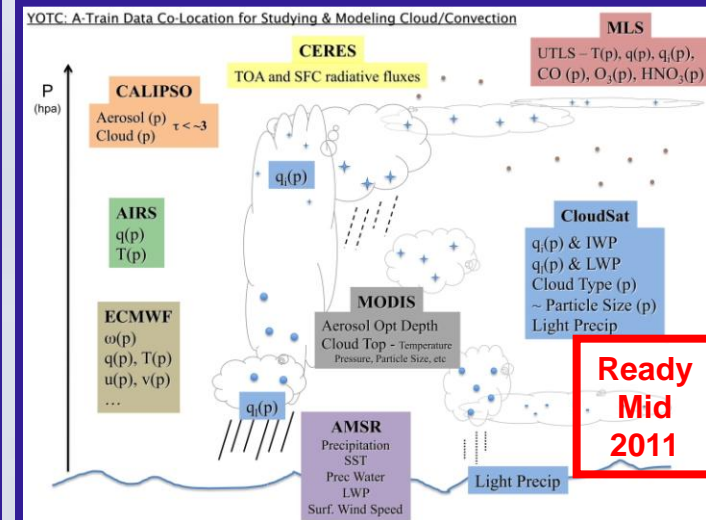 YOTC: A-Train Data Co-Location for Studying & Modeling Cloud/Convection
MLS
UTLS – T(p), q(p), qᵢ(p),
CO (p), O₃(p), HNO₃(p)
CERES
TOA and SFC radiative fluxes
P
(hpa)
CALIPSO
Aerosol (p)
Cloud (p)
τ < ~3
qᵢ(p)
AIRS
q(p)
T(p)
CloudSat
qᵢ(p) & IWP
qₗ(p) & LWP
Cloud Type (p)
~ Particle Size (p)
Light Precip
MODIS
Aerosol Opt Depth
Cloud Top - Temperature
Pressure, Particle Size, etc
ECMWF
ω(p)
q(p), T(p)
u(p), v(p)
…
Ready
Mid
2011
qₗ(p)
AMSR
Precipitation
SST
Prec Water
LWP
Surf. Wind Speed
Light Precip